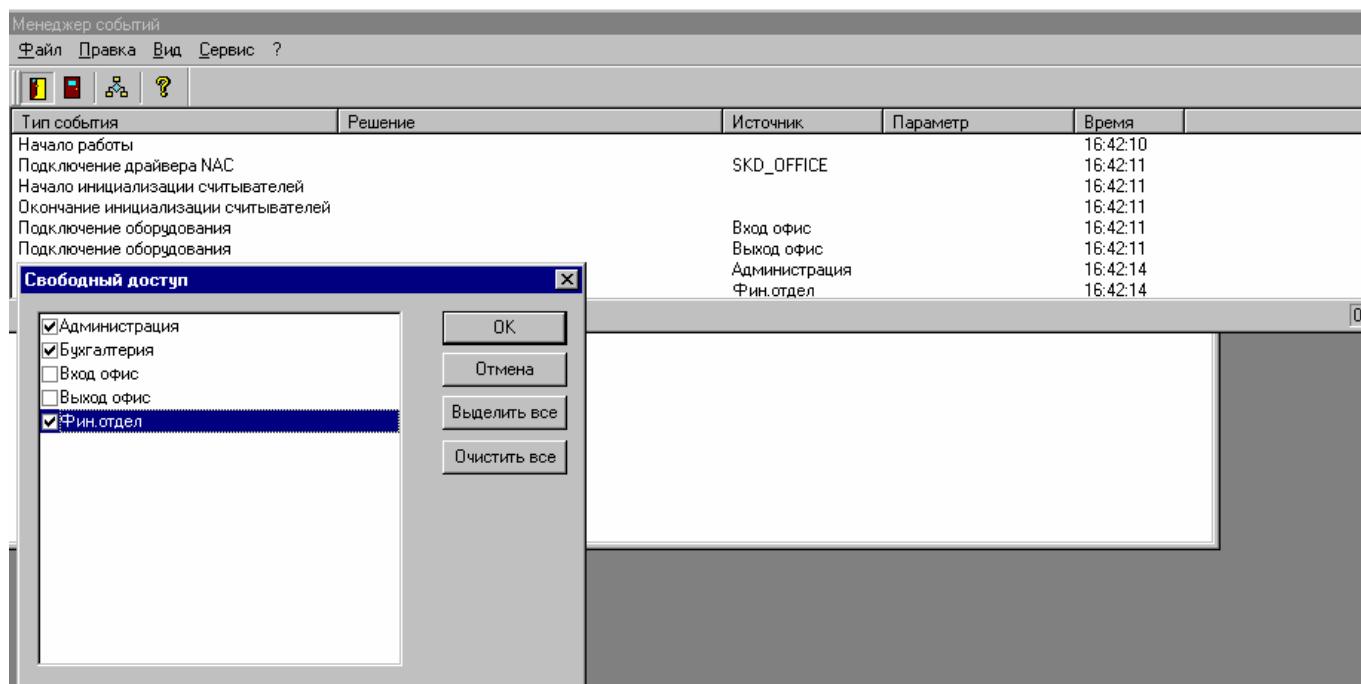 Менеджер событий
Файл Правка Вид Сервис ?
Тип события Решение Источник Параметр Время
Начало работы 16:42:10
Подключение драйвера NAC SKD_OFFICE 16:42:11
Начало инициализации считывателей 16:42:11
Окончание инициализации считывателей 16:42:11
Подключение оборудования Вход офис 16:42:11
Подключение оборудования Выход офис 16:42:11
Администрация 16:42:14
Фин.отдел 16:42:14
Свободный доступ
Администрация
Бухгалтерия
Вход офис
Выход офис
Фин.отдел
OK
Отмена
Выделить все
Очистить все